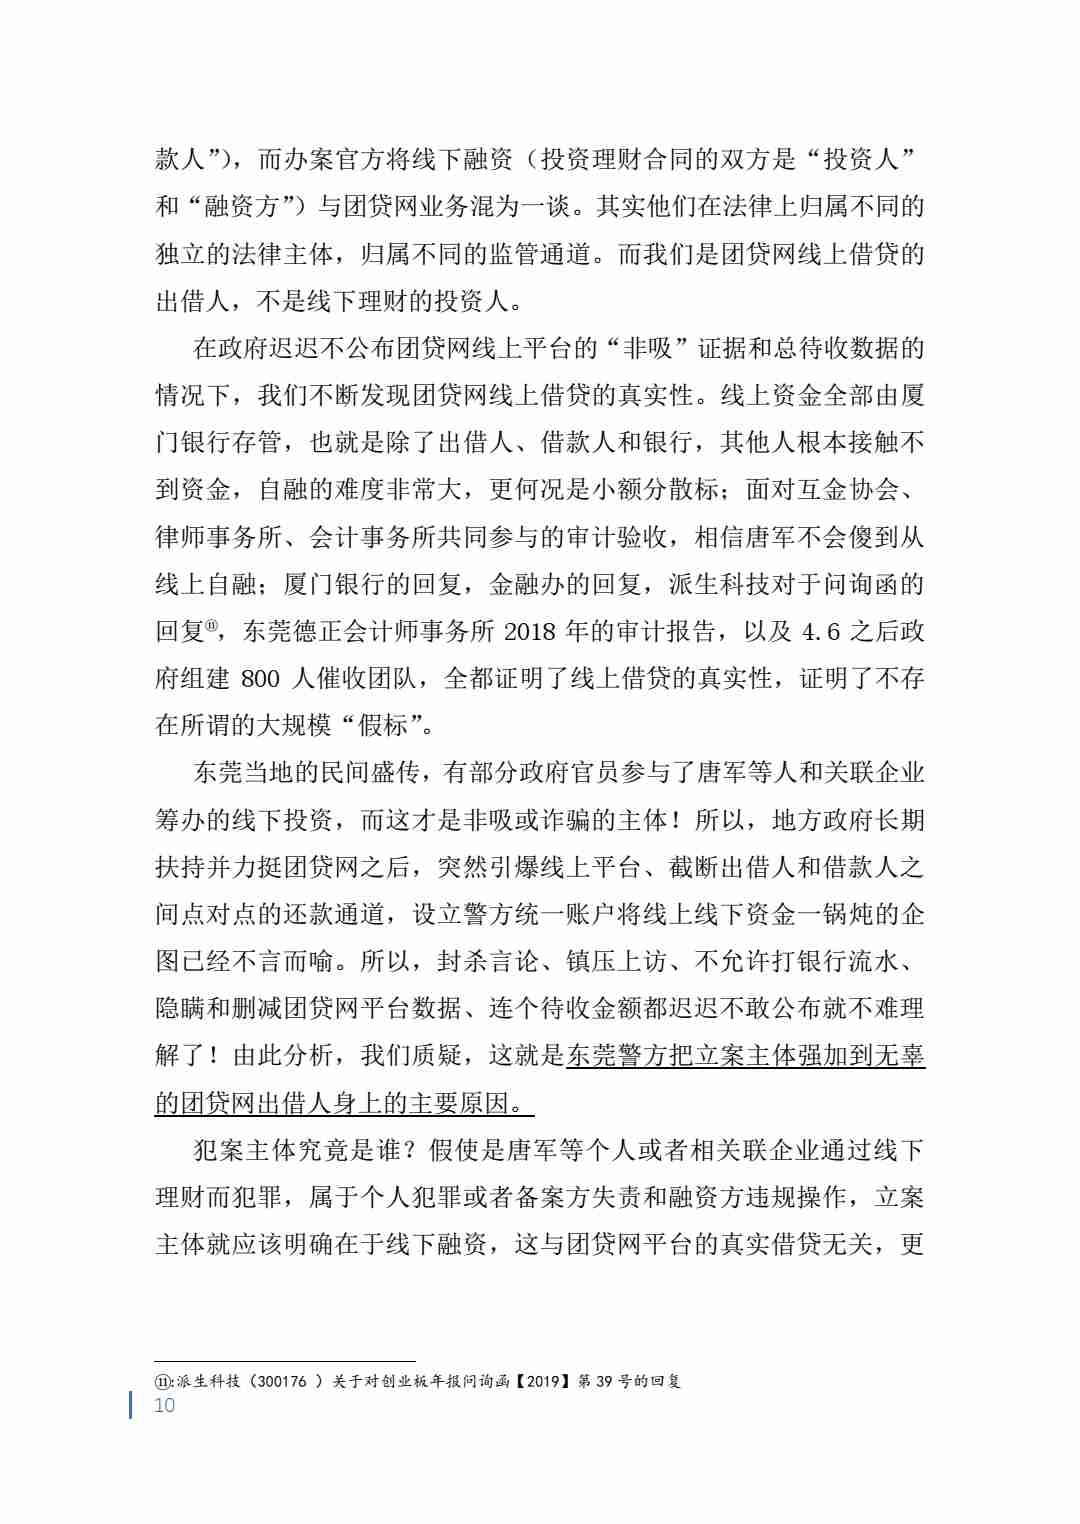 款人”），而办案官方将线下融资（投资理财合同的双方是“投资人”
和“融资方”）与团贷网业务混为一谈。其实他们在法律上归属不同的
独立的法律主体，归属不同的监管通道。而我们是团贷网线上借贷的
出借人，不是线下理财的投资人。
在政府迟迟不公布团贷网线上平台的“非吸”证据和总待收数据的
情况下，我们不断发现团贷网线上借贷的真实性。线上资金全部由厦
门银行存管，也就是除了出借人、借款人和银行，其他人根本接触不
到资金，自融的难度非常大，更何况是小额分散标；面对互金协会、
律师事务所、会计事务所共同参与的审计验收，相信唐军不会傻到从
线上自融；厦门银行的回复，金融办的回复，派生科技对于问询函的
回复⑪，东莞德正会计师事务所 2018 年的审计报告，以及 4.6 之后政
府组建 800 人催收团队，全都证明了线上借贷的真实性，证明了不存
在所谓的大规模“假标”。
东莞当地的民间盛传，有部分政府官员参与了唐军等人和关联企业
筹办的线下投资，而这才是非吸或诈骗的主体！所以，地方政府长期
扶持并力挺团贷网之后，突然引爆线上平台、截断出借人和借款人之
间点对点的还款通道，设立警方统一账户将线上线下资金一锅炖的企
图已经不言而喻。所以，封杀言论、镇压上访、不允许打银行流水、
隐瞒和删减团贷网平台数据、连个待收金额都迟迟不敢公布就不难理
解了！由此分析，我们质疑，这就是东莞警方把立案主体强加到无辜
的团贷网出借人身上的主要原因。
犯案主体究竟是谁？假使是唐军等个人或者相关联企业通过线下
理财而犯罪，属于个人犯罪或者备案方失责和融资方违规操作，立案
主体就应该明确在于线下融资，这与团贷网平台的真实借贷无关，更
⑪:派生科技（300176 ）关于对创业板年报问询函【2019】第 39 号的回复
10